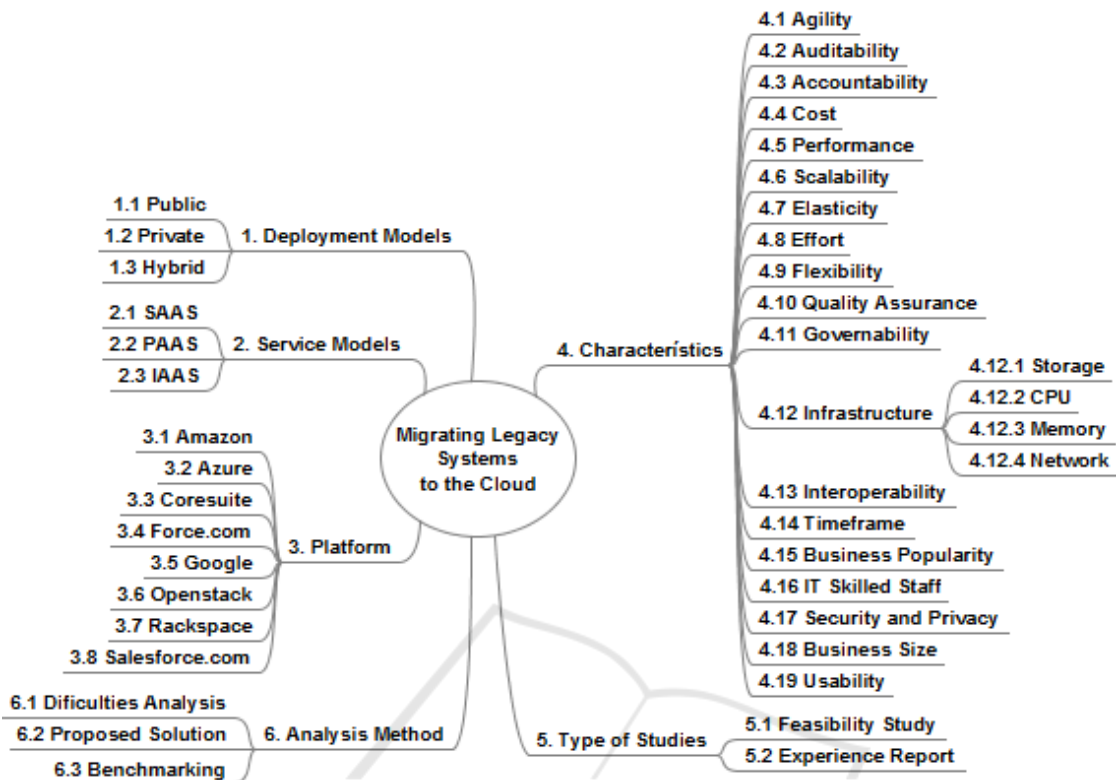 Migrating Legacy
Systems
to the Cloud
1. Deployment Models
1.1 Public
1.2 Private
1.3 Hybrid
2. Service Models
2.1 SAAS
2.2 PAAS
2.3 IAAS
3. Platform
3.1 Amazon
3.2 Azure
3.3 Coresuite
3.4 Force.com
3.5 Google
3.6 Openstack
3.7 Rackspace
3.8 Salesforce.com
4. Characterístics
4.1 Agility
4.2 Auditability
4.3 Accountability
4.4 Cost
4.5 Performance
4.6 Scalability
4.7 Elasticity
4.8 Effort
4.9 Flexibility
4.10 Quality Assurance
4.11 Governability
4.12 Infrastructure
4.12.1 Storage
4.12.2 CPU
4.12.3 Memory
4.12.4 Network
4.13 Interoperability
4.14 Timeframe
4.15 Business Popularity
4.16 IT Skilled Staff
4.17 Security and Privacy
4.18 Business Size
4.19 Usability
5. Type of Studies
5.1 Feasibility Study
5.2 Experience Report
6. Analysis Method
6.1 Dificulties Analysis
6.2 Proposed Solution
6.3 Benchmarking